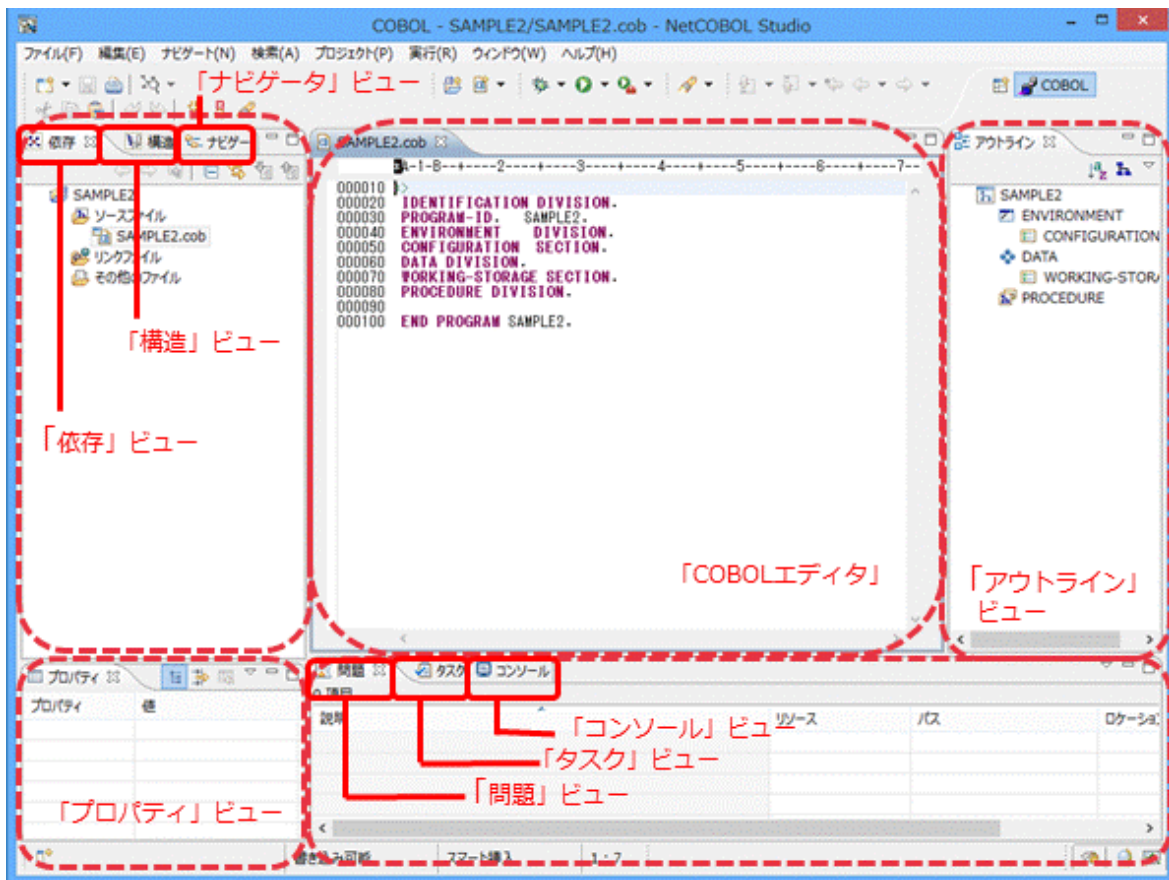 COBOL - SAMPLE2/SAMPLE2.cob - NetCOBOL Studio
ファイル(F) 編集(E) ナビゲート(N) 検索(A) プロジェクト(P) 実行(R) ウィンドウ(W) ヘルプ(H)
「ナビゲータ」ビュー
COBOL
依存 構造 ナビゲー
SAMPLE2.cob
アウトライン
SAMPLE2
ソースファイル
SAMPLE2.cob
リンクファイル
その他のファイル
「構造」ビュー
「依存」ビュー
000010
000020 IDENTIFICATION DIVISION.
000030 PROGRAM-ID. SAMPLE2.
000040 ENVIRONMENT DIVISION.
000050 CONFIGURATION SECTION.
000060 DATA DIVISION.
000070 WORKING-STORAGE SECTION.
000080 PROCEDURE DIVISION.
000090
000100 END PROGRAM SAMPLE2.
「COBOLエディタ」
SAMPLE2
ENVIRONMENT
CONFIGURATION
DATA
WORKING-STORA
PROCEDURE
「アウトライン」
ビュー
プロパティ
プロパティ 値
「プロパティ」ビュー
問題 タスク コンソール
0 項目
説明 リソース パス ロケーション
「コンソール」ビュー
「タスク」ビュー
「問題」ビュー
書き込み可能 スマート挿入 1 : 7